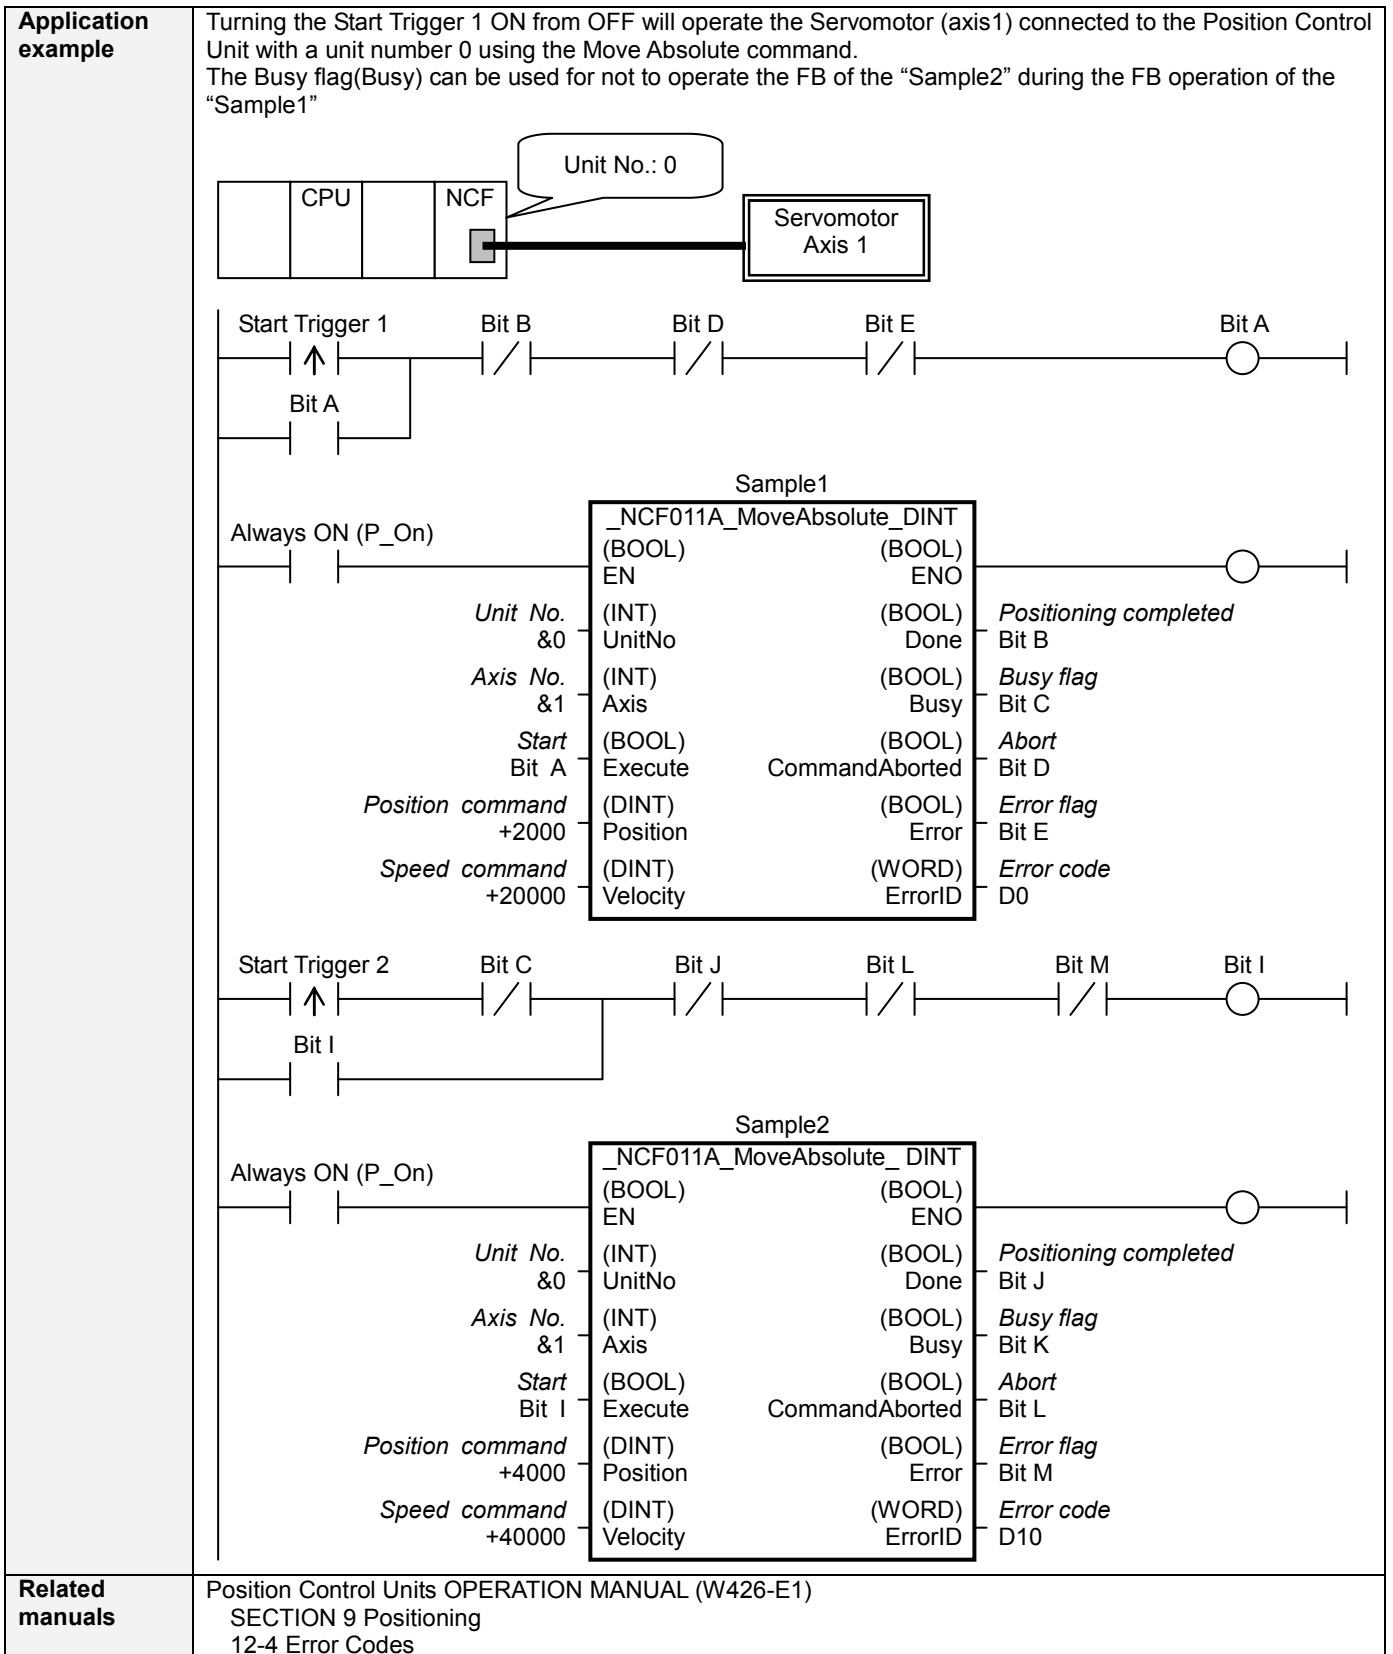 Application example
Turning the Start Trigger 1 ON from OFF will operate the Servomotor (axis1) connected to the Position Control
Unit with a unit number 0 using the Move Absolute command.
The Busy flag(Busy) can be used for not to operate the FB of the “Sample2” during the FB operation of the
“Sample1”
Unit No.: 0
CPU NCF
Servomotor
Axis 1
Start Trigger 1 Bit B Bit D Bit E Bit A
Bit A
Sample1
_NCF011A_MoveAbsolute_DINT
Always ON (P_On)
(BOOL) (BOOL)
EN ENO
Unit No. (INT) (BOOL) Positioning completed
&0 UnitNo Done Bit B
Axis No. (INT) (BOOL) Busy flag
&1 Axis Busy Bit C
Start (BOOL) (BOOL) Abort
Bit A Execute CommandAborted Bit D
Position command (DINT) (BOOL) Error flag
+2000 Position Error Bit E
Speed command (DINT) (WORD) Error code
+20000 Velocity ErrorID D0
Start Trigger 2 Bit C Bit J Bit L Bit M Bit I
Bit I
Sample2
_NCF011A_MoveAbsolute_ DINT
Always ON (P_On)
(BOOL) (BOOL)
EN ENO
Unit No. (INT) (BOOL) Positioning completed
&0 UnitNo Done Bit J
Axis No. (INT) (BOOL) Busy flag
&1 Axis Busy Bit K
Start (BOOL) (BOOL) Abort
Bit I Execute CommandAborted Bit L
Position command (DINT) (BOOL) Error flag
+4000 Position Error Bit M
Speed command (DINT) (WORD) Error code
+40000 Velocity ErrorID D10
Related manuals
Position Control Units OPERATION MANUAL (W426-E1)
SECTION 9 Positioning
12-4 Error Codes